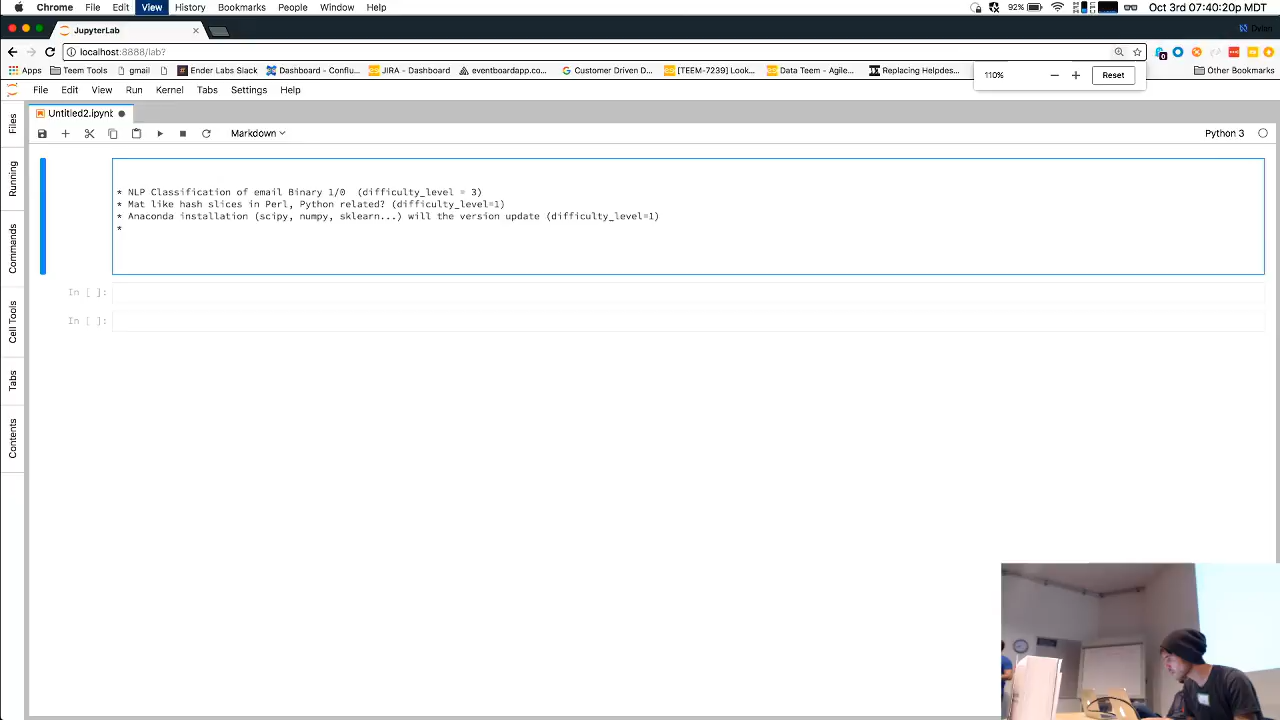 Chrome File Edit View History Bookmarks People Window Help 92% Oct 3rd 07:40:20pm MDT
JupyterLab × Dylan
localhost:8888/lab?
Apps Teem Tools gmail Ender Labs Slack Dashboard - Conflu... JIRA - Dashboard eventboardapp.co... Customer Driven D... [TEEM-7239] Look... Data Teem - Agile... Replacing Helpdes... Other Bookmarks
110% − + Reset
File Edit View Run Kernel Tabs Settings Help
Untitled2.ipynb
Markdown Python 3
Files
Running
Commands
Cell Tools
Tabs
Contents
* NLP Classification of email Binary 1/0 (difficulty_level = 3)
* Mat like hash slices in Perl, Python related? (difficulty_level=1)
* Anaconda installation (scipy, numpy, sklearn...) will the version update (difficulty_level=1)
*
In [ ]:
In [ ]: